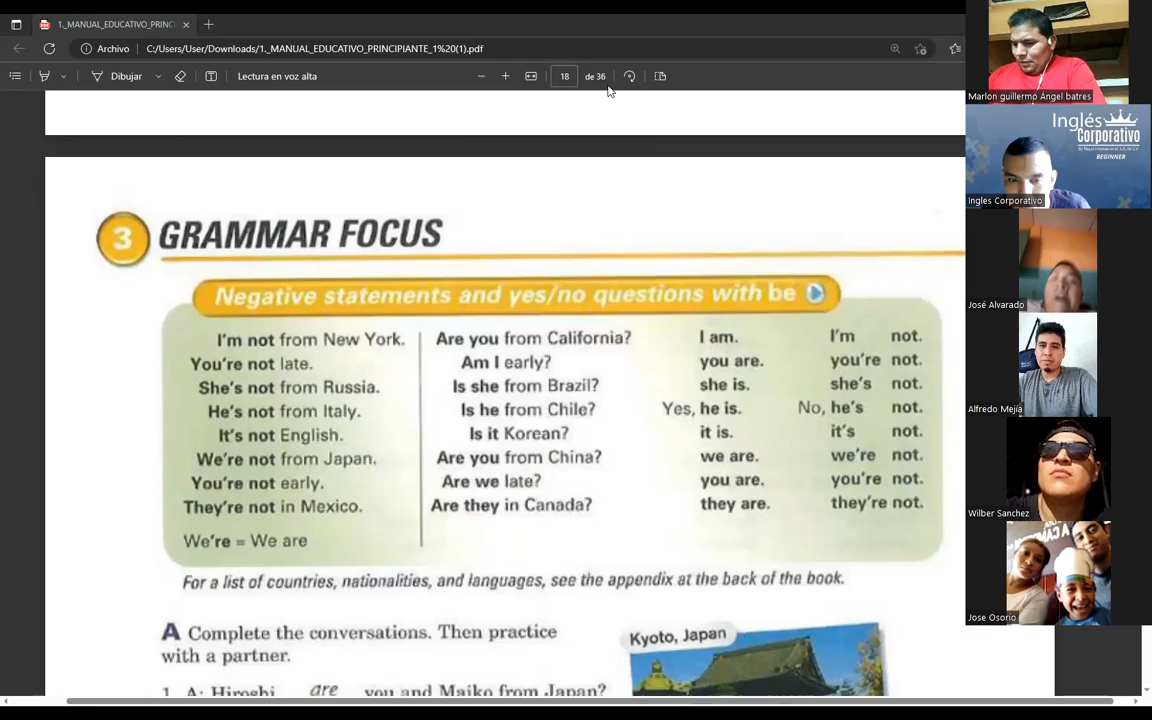 1._MANUAL_EDUCATIVO_PRINCI
Archivo
C:/Users/User/Downloads/1._MANUAL_EDUCATIVO_PRINCIPIANTE_1%20(1).pdf
Dibujar
Lectura en voz alta
18
de 36
3 GRAMMAR FOCUS
Negative statements and yes/no questions with be
I'm not from New York. Are you from California? I am. I'm not.
You're not late. Am I early? you are. you're not.
She's not from Russia. Is she from Brazil? she is. she's not.
He's not from Italy. Is he from Chile? Yes, he is. No, he's not.
It's not English. Is it Korean? it is. it's not.
We're not from Japan. Are you from China? we are. we're not.
You're not early. Are we late? you are. you're not.
They're not in Mexico. Are they in Canada? they are. they're not.
We're = We are
For a list of countries, nationalities, and languages, see the appendix at the back of the book.
A Complete the conversations. Then practice
with a partner.
Kyoto, Japan
1. A: Hiroshi, are you and Maiko from Japan?
Marlon guillermo Ángel batres
Inglés
Corporativo
BEGINNER
Ingles Corporativo
José Alvarado
Alfredo Mejía
Wilber Sanchez
Jose Osorio